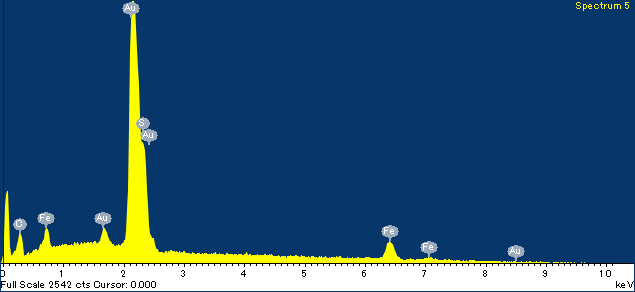 Spectrum 5
Au
S
Au
C
Fe
Au
Fe
Fe
Au
0 1 2 3 4 5 6 7 8 9 10
Full Scale 2542 cts Cursor: 0.000 keV